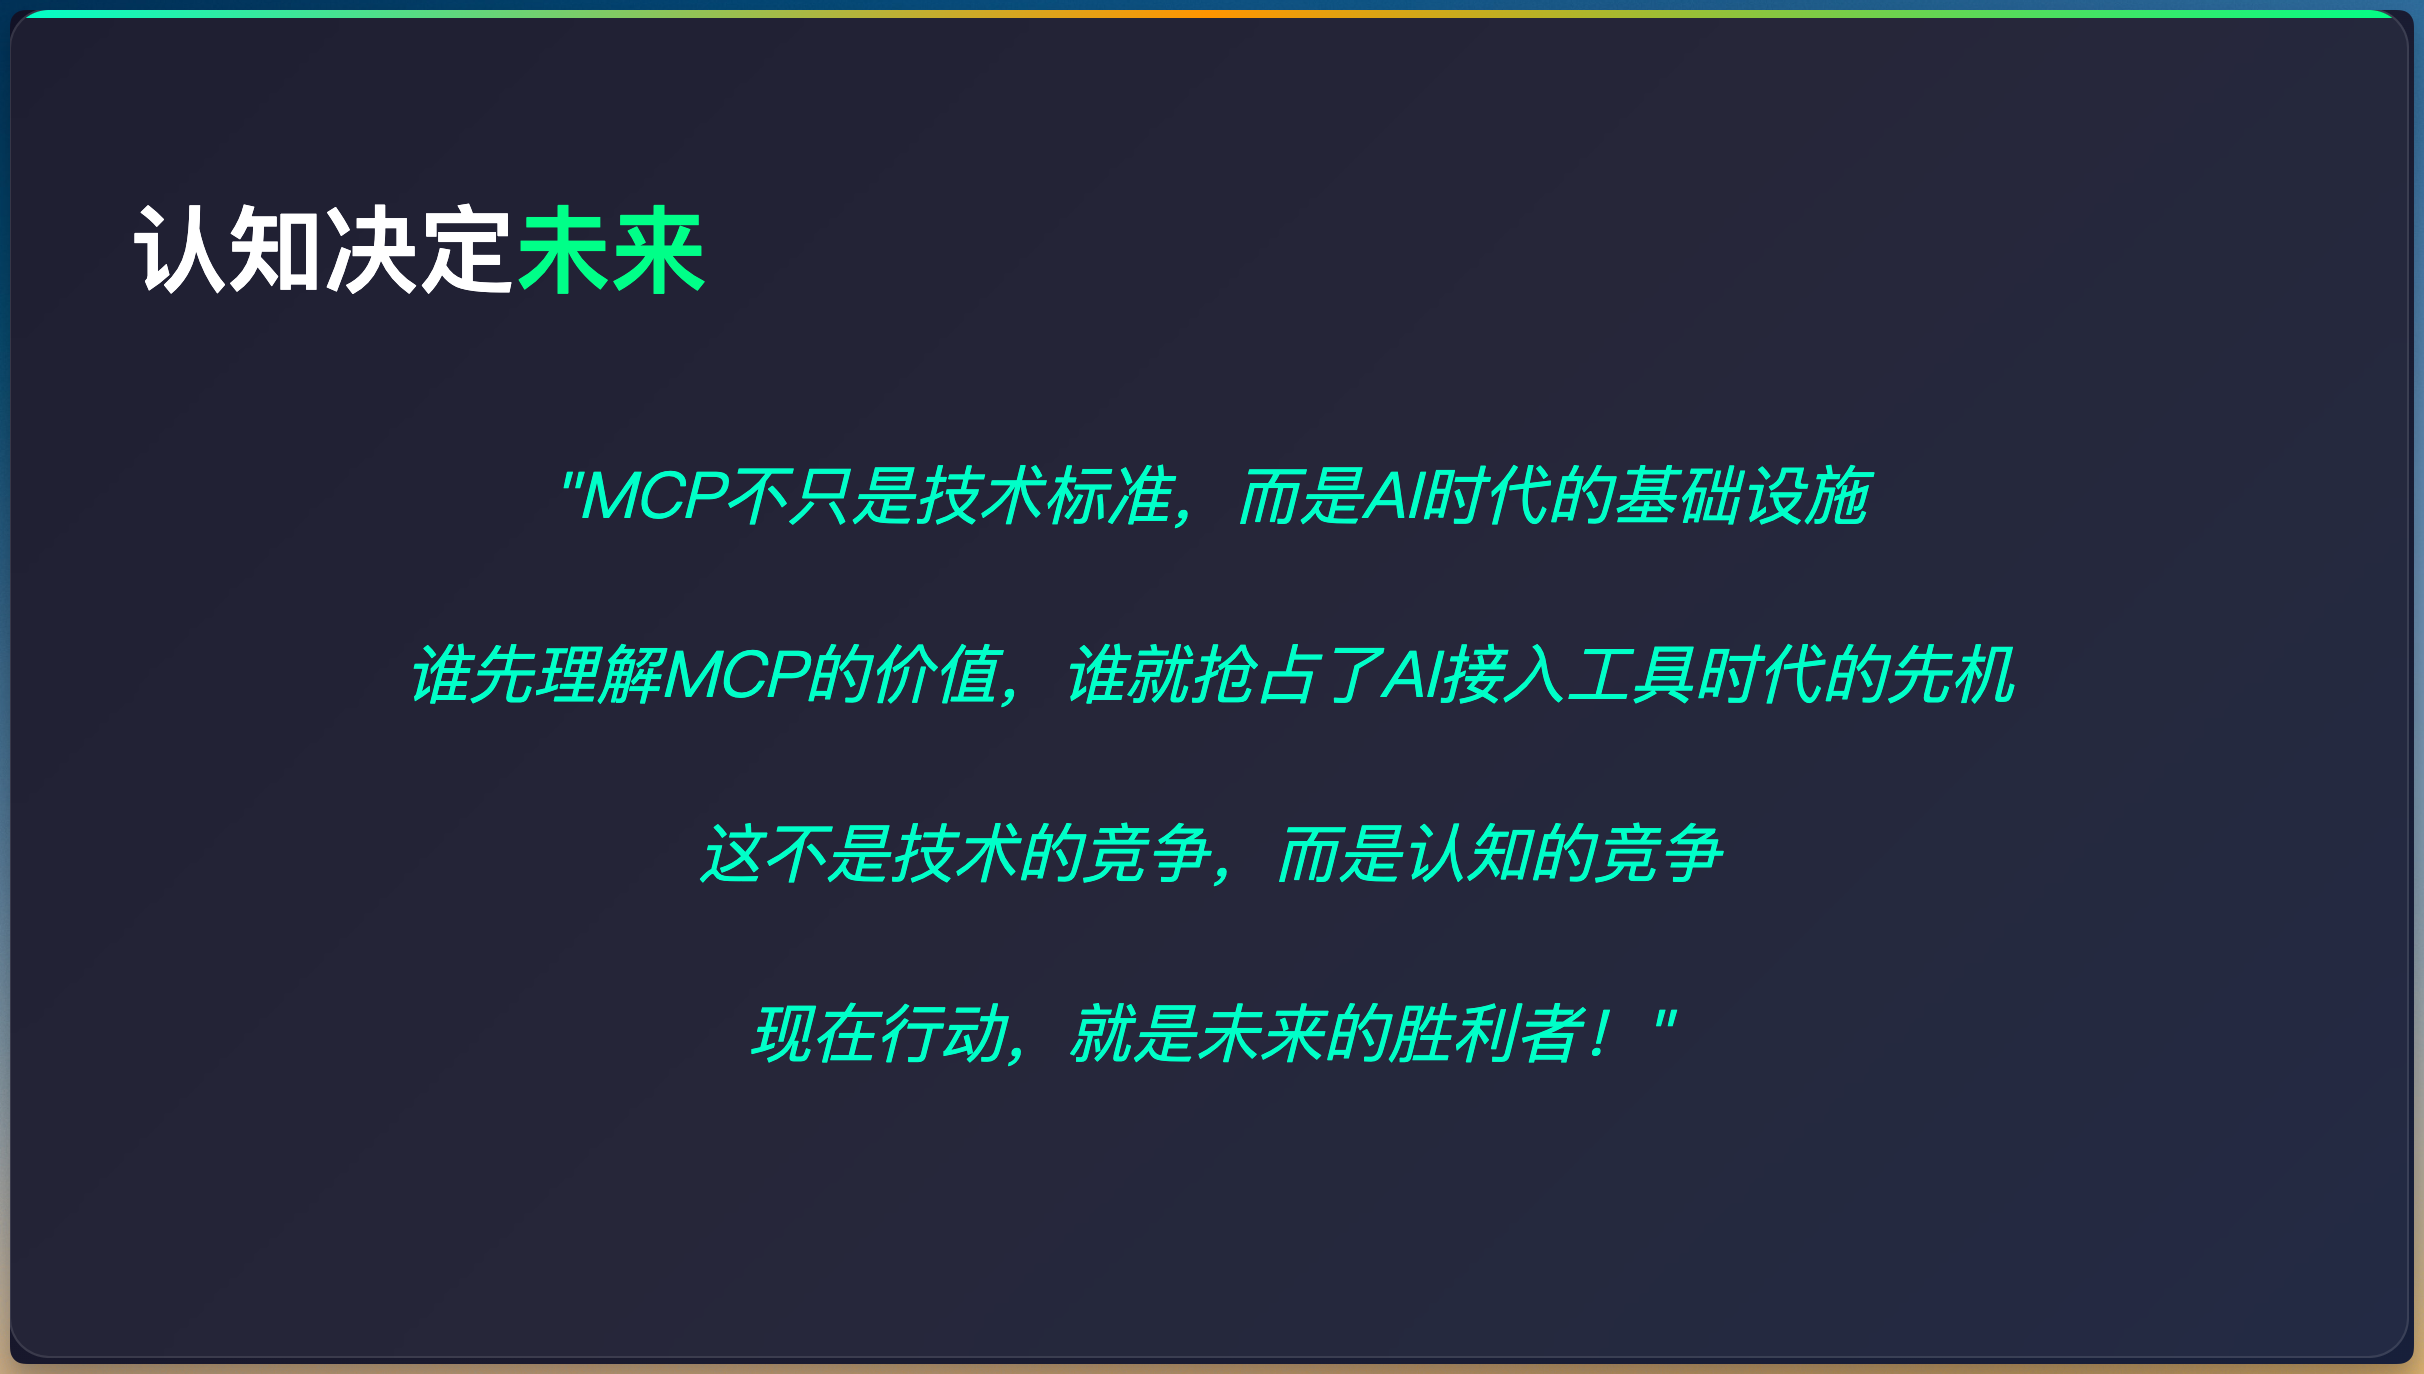 认知决定未来
"MCP不只是技术标准，而是AI时代的基础设施
谁先理解MCP的价值，谁就抢占了AI接入工具时代的先机
这不是技术的竞争，而是认知的竞争
现在行动，就是未来的胜利者！"